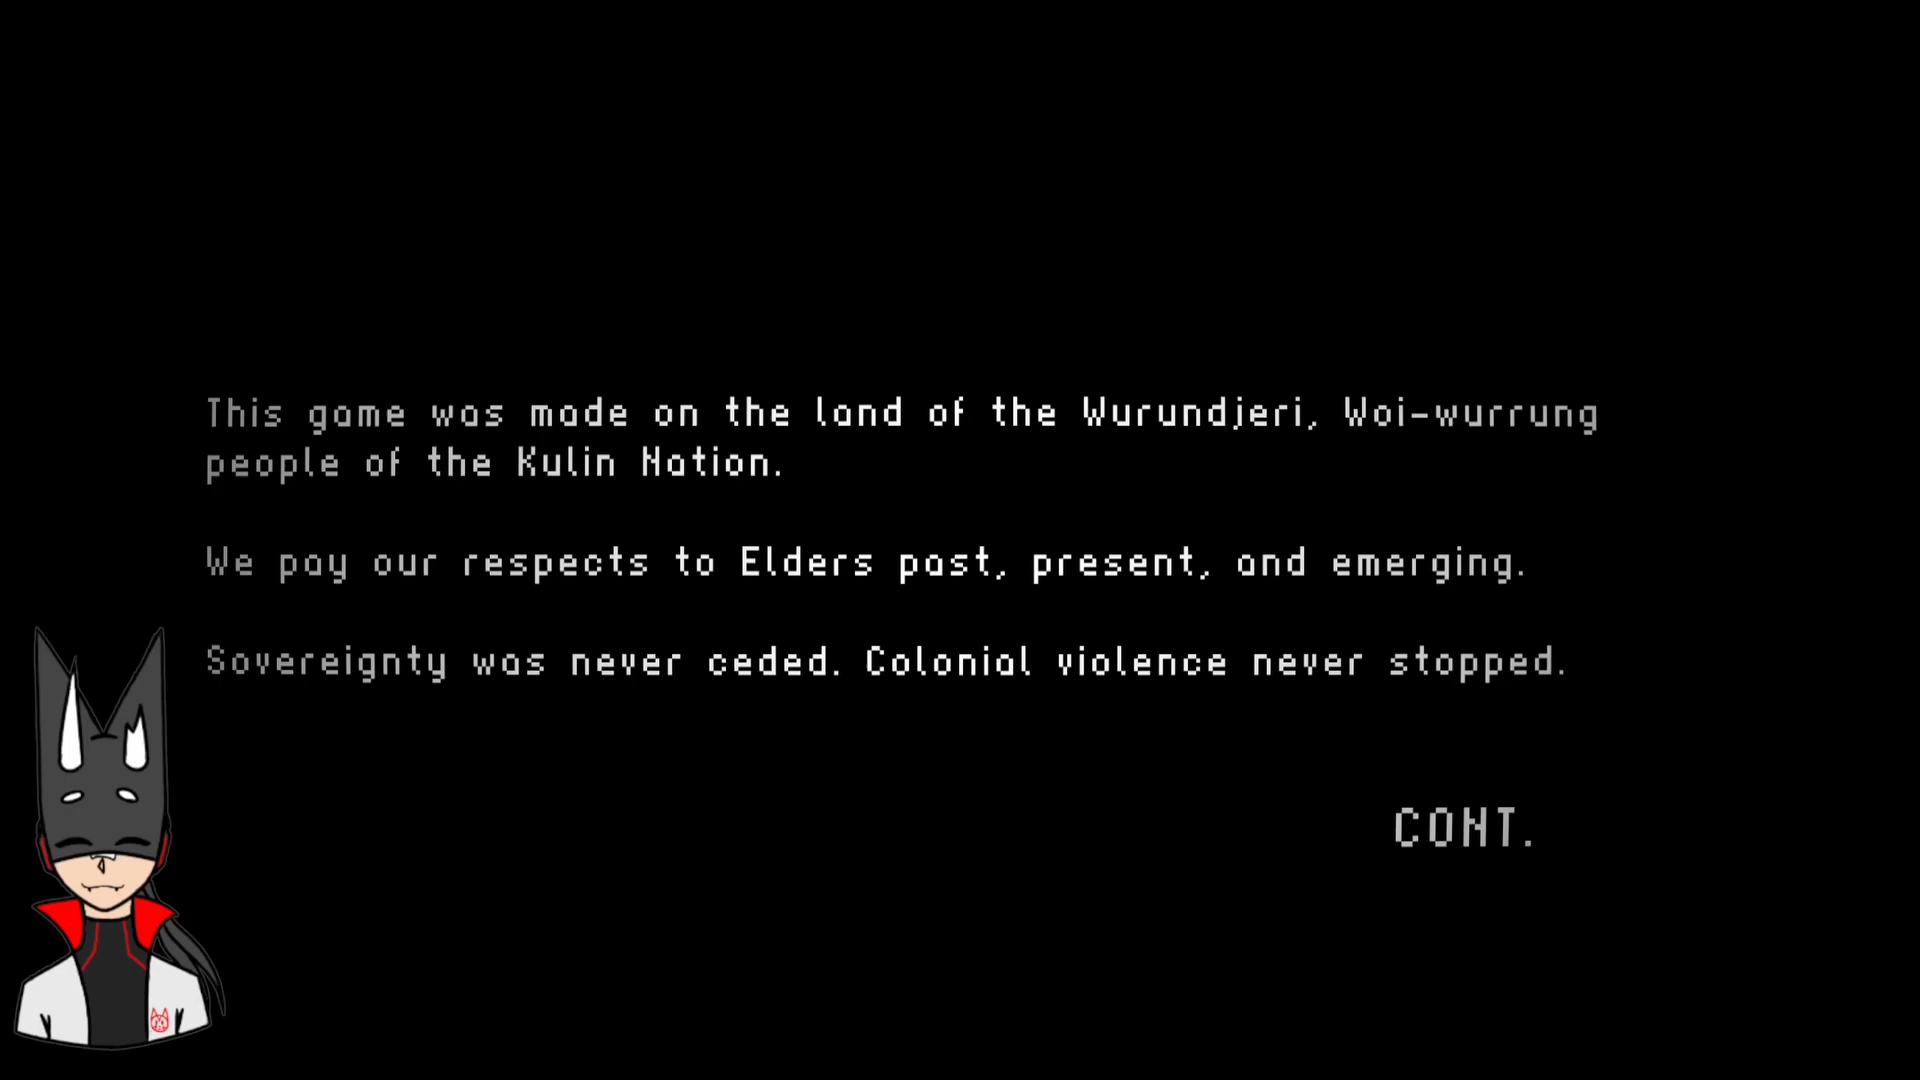 This game was made on the land of the Wurundjeri, Woi-wurrung
people of the Kulin Nation.
We pay our respects to Elders past, present, and emerging.
Sovereignty was never ceded. Colonial violence never stopped.
CONT.